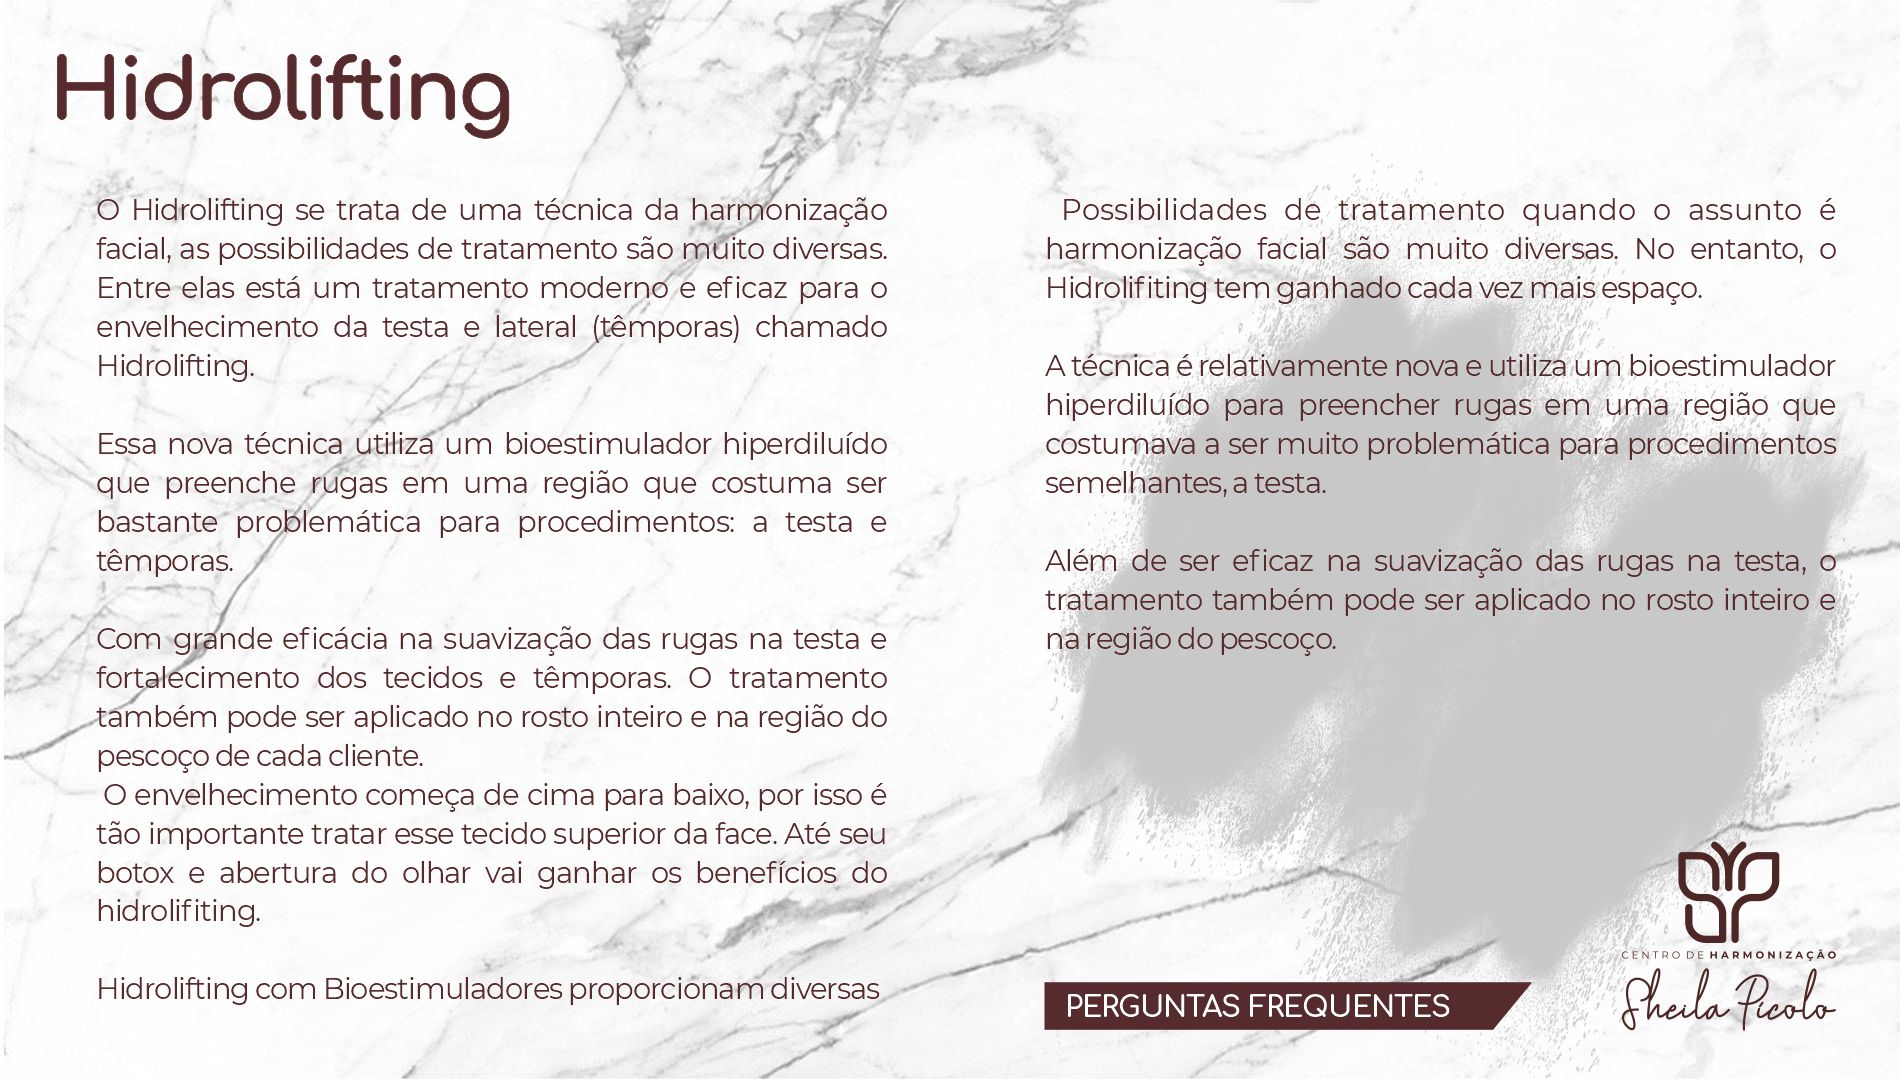 Hidrolifting
O Hidrolifting se trata de uma técnica da harmonização
facial, as possibilidades de tratamento são muito diversas.
Entre elas está um tratamento moderno e eficaz para o
envelhecimento da testa e lateral (têmporas) chamado
Hidrolifting.
Essa nova técnica utiliza um bioestimulador hiperdiluído
que preenche rugas em uma região que costuma ser
bastante problemática para procedimentos: a testa e
têmporas.
Com grande eficácia na suavização das rugas na testa e
fortalecimento dos tecidos e têmporas. O tratamento
também pode ser aplicado no rosto inteiro e na região do
pescoço de cada cliente.
O envelhecimento começa de cima para baixo, por isso é
tão importante tratar esse tecido superior da face. Até seu
botox e abertura do olhar vai ganhar os benefícios do
hidrolifiting.
Hidrolifting com Bioestimuladores proporcionam diversas
Possibilidades de tratamento quando o assunto é
harmonização facial são muito diversas. No entanto, o
Hidrolifiting tem ganhado cada vez mais espaço.
A técnica é relativamente nova e utiliza um bioestimulador
hiperdiluído para preencher rugas em uma região que
costumava a ser muito problemática para procedimentos
semelhantes, a testa.
Além de ser eficaz na suavização das rugas na testa, o
tratamento também pode ser aplicado no rosto inteiro e
na região do pescoço.
PERGUNTAS FREQUENTES
CENTRO DE HARMONIZAÇÃO
Sheila Pícolo